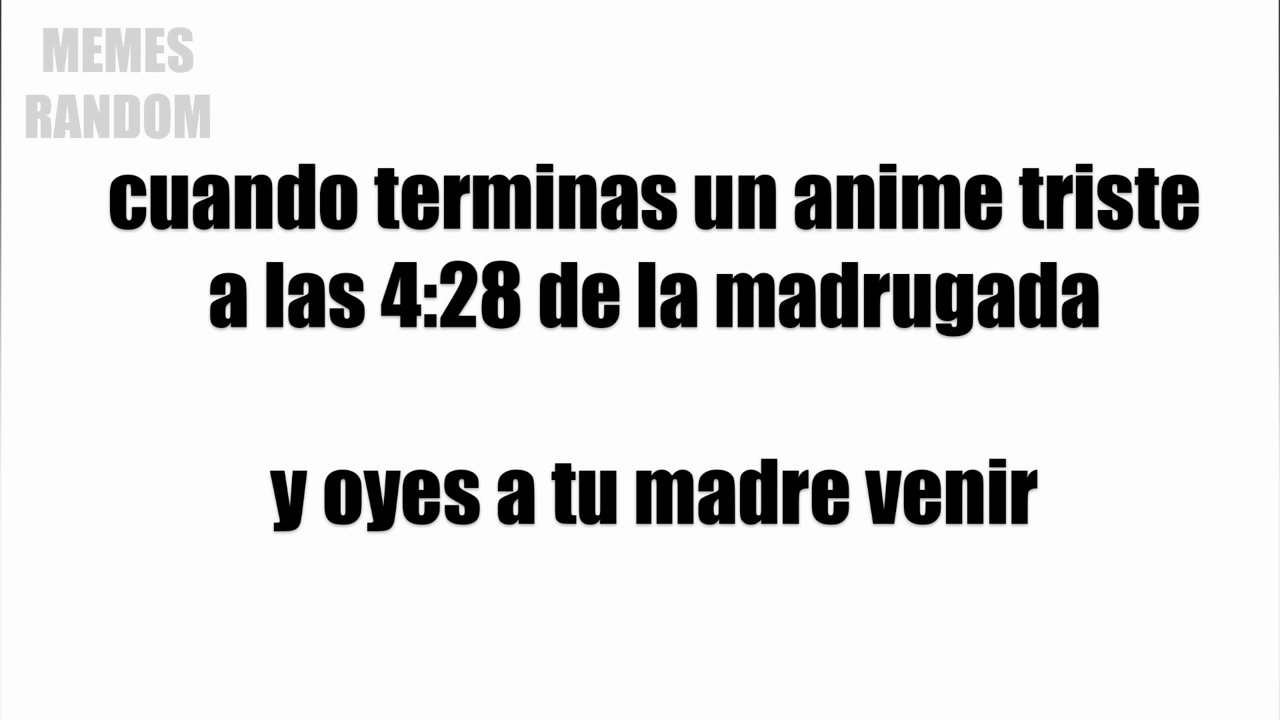 MEMES
RANDOM
cuando terminas un anime triste
a las 4:28 de la madrugada
y oyes a tu madre venir